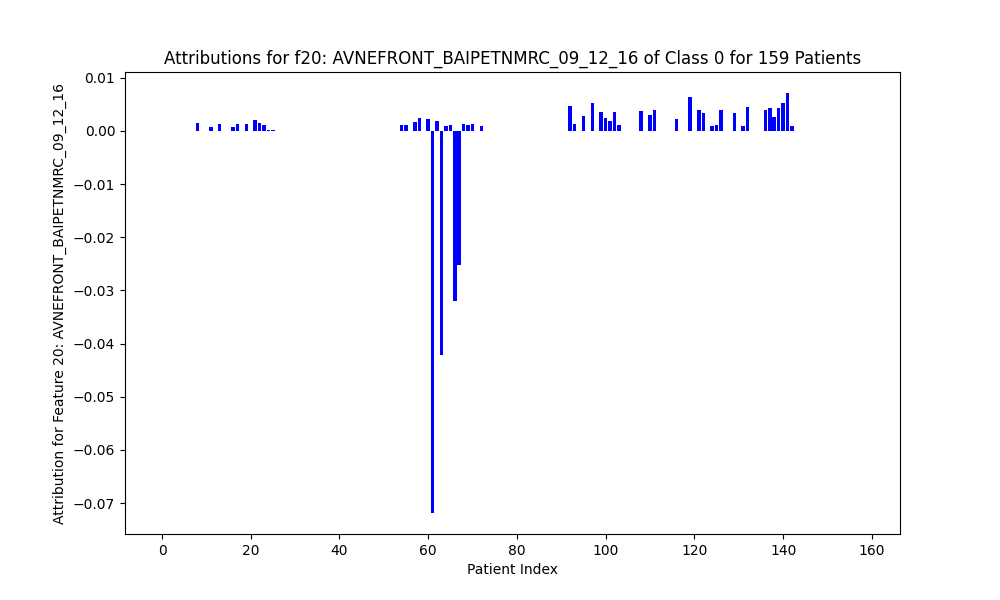 Attributions for f20: AVNEFRONT_BAIPETNMRC_09_12_16 of Class 0 for 159 Patients
Attribution for Feature 20: AVNEFRONT_BAIPETNMRC_09_12_16
0.01
0.00
−0.01
−0.02
−0.03
−0.04
−0.05
−0.06
−0.07
0 20 40 60 80 100 120 140 160
Patient Index